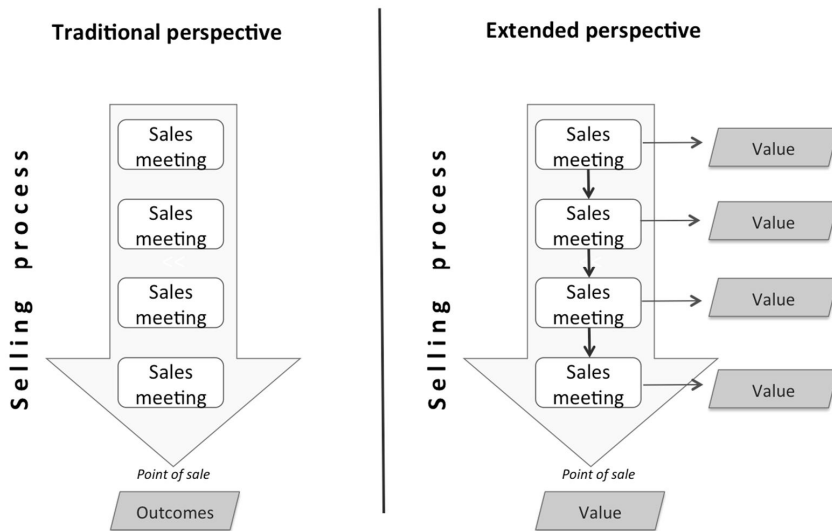 Traditional perspective
Selling process
Sales
meeting
Sales
meeting
Sales
meeting
Sales
meeting
Point of sale
Outcomes
Extended perspective
Selling process
Sales
meeting
Value
Sales
meeting
Value
Sales
meeting
Value
Sales
meeting
Value
Point of sale
Value